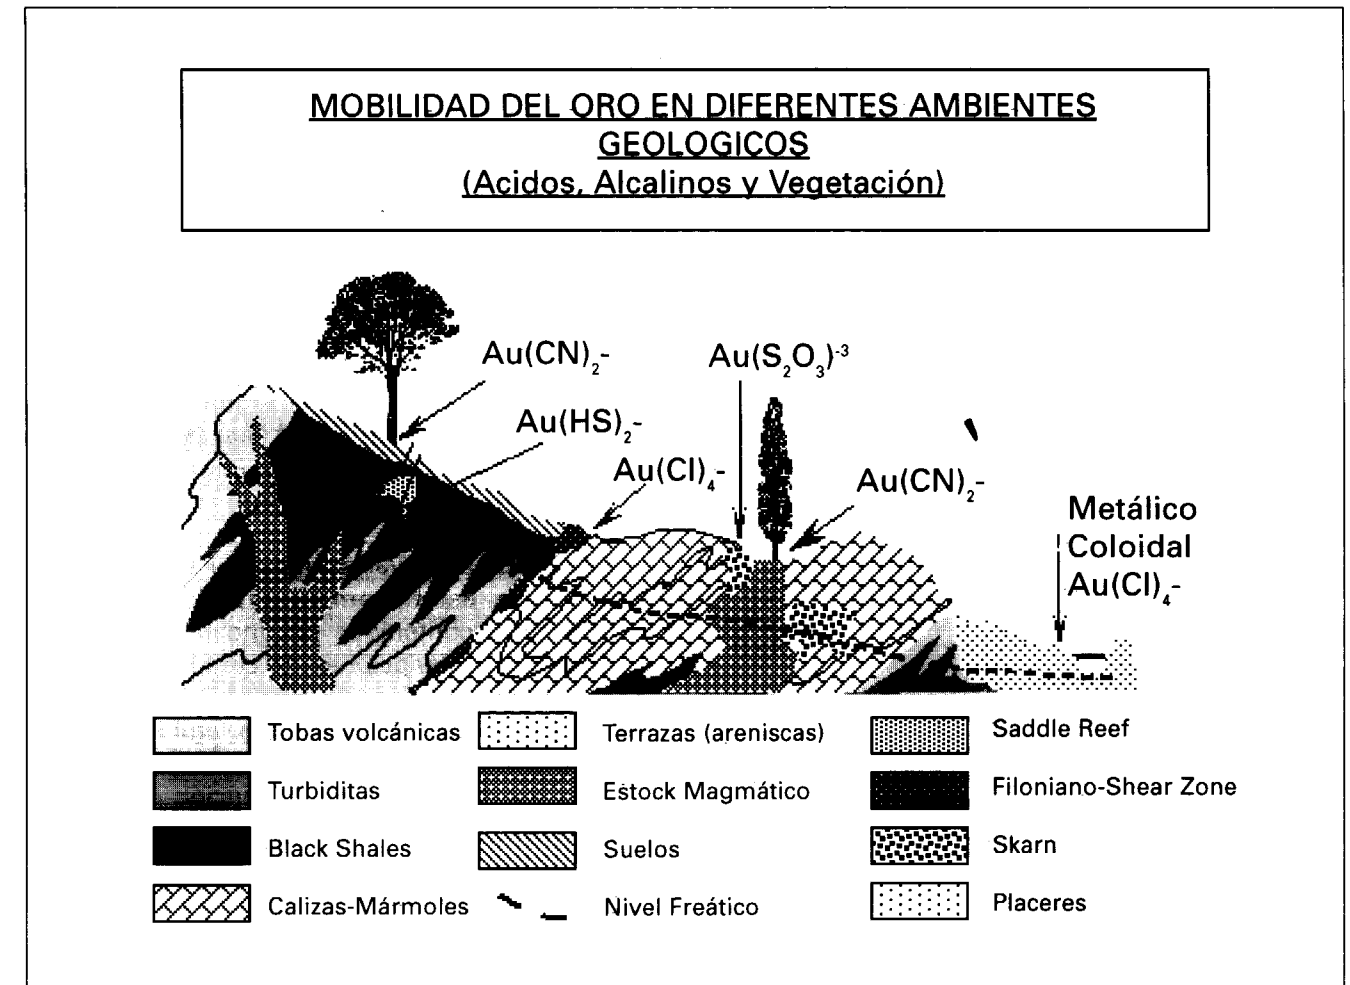 MOBILIDAD DEL ORO EN DIFERENTES AMBIENTES
GEOLOGICOS
(Acidos, Alcalinos y Vegetación)
Au(CN)₂-
Au(S₂O₃)⁻³
Au(HS)₂-
Au(Cl)₄-
Au(CN)₂-
Metálico
Coloidal
Au(Cl)₄-
Tobas volcánicas
Terrazas (areniscas)
Saddle Reef
Turbiditas
Estock Magmático
Filoniano-Shear Zone
Black Shales
Suelos
Skarn
Calizas-Mármoles
Nivel Freático
Placeres